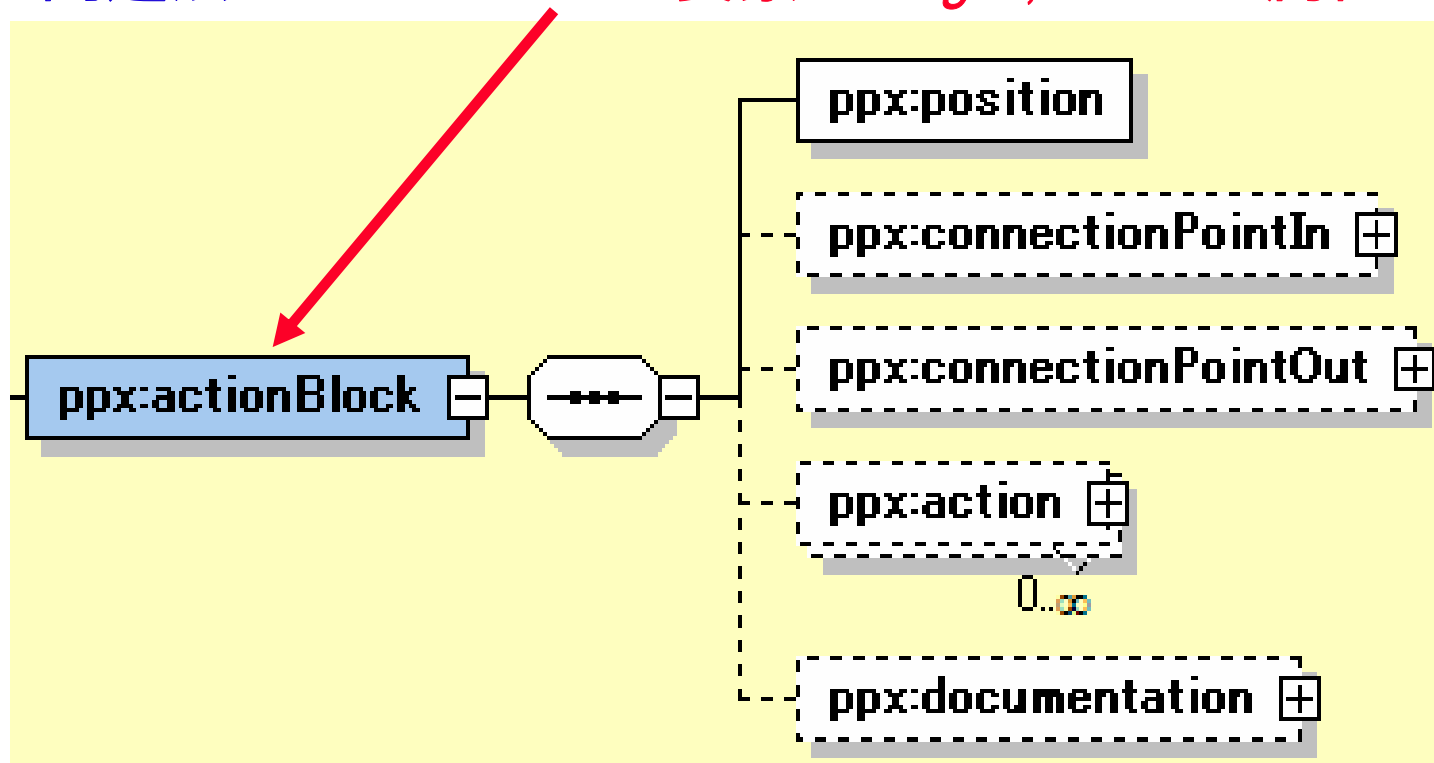 ppx:position
ppx:connectionPointIn
ppx:connectionPointOut
ppx:actionBlock
ppx:action
0..∞
ppx:documentation